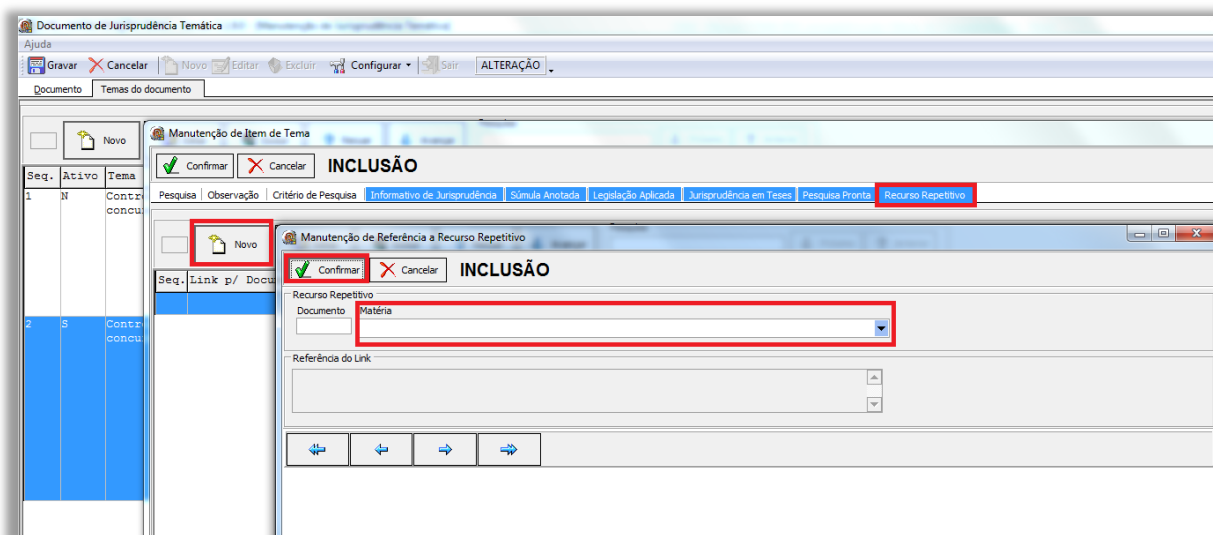 Documento de Jurisprudência Temática
Ajuda
Gravar Cancelar Novo Editar Excluir Configurar Sair ALTERAÇÃO
Documento Temas do documento
Novo
Manutenção de Item de Tema
Confirmar Cancelar INCLUSÃO
Seq. Ativo Tema
Pesquisa Observação Critério de Pesquisa Informativo de Jurisprudência Súmula Anotada Legislação Aplicada Jurisprudência em Teses Pesquisa Pronta Recurso Repetitivo
1 N Contr
concu
Novo
Manutenção de Referência a Recurso Repetitivo
Confirmar Cancelar INCLUSÃO
Seq. Link p/ Docu
Recurso Repetitivo
Documento Matéria
2 S Contr
concu
Referência do Link